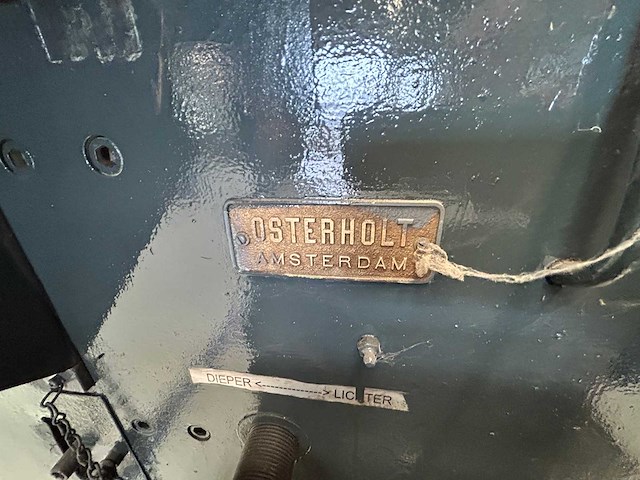 OSTERHOLT
AMSTERDAM
DIEPER <----------> LICHTER